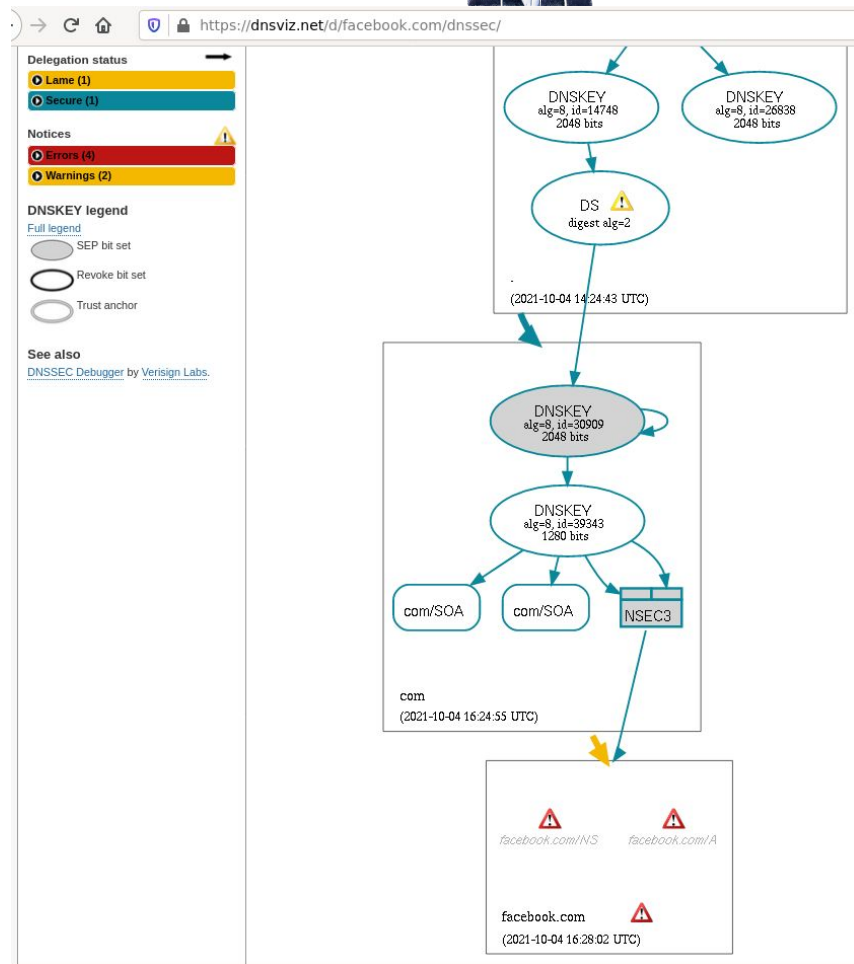 https://dnsviz.net/d/facebook.com/dnssec/
Delegation status
Lame (1)
Secure (1)
Notices
Errors (4)
Warnings (2)
DNSKEY legend
Full legend
SEP bit set
Revoke bit set
Trust anchor
See also
DNSSEC Debugger by Verisign Labs.
DNSKEY
alg=8, id=14748
2048 bits
DNSKEY
alg=8, id=26838
2048 bits
DS
digest alg=2
.
(2021-10-04 14:24:43 UTC)
DNSKEY
alg=8, id=30909
2048 bits
DNSKEY
alg=8, id=39343
1280 bits
com/SOA
com/SOA
NSEC3
com
(2021-10-04 16:24:55 UTC)
facebook.com/NS
facebook.com/A
facebook.com
(2021-10-04 16:28:02 UTC)